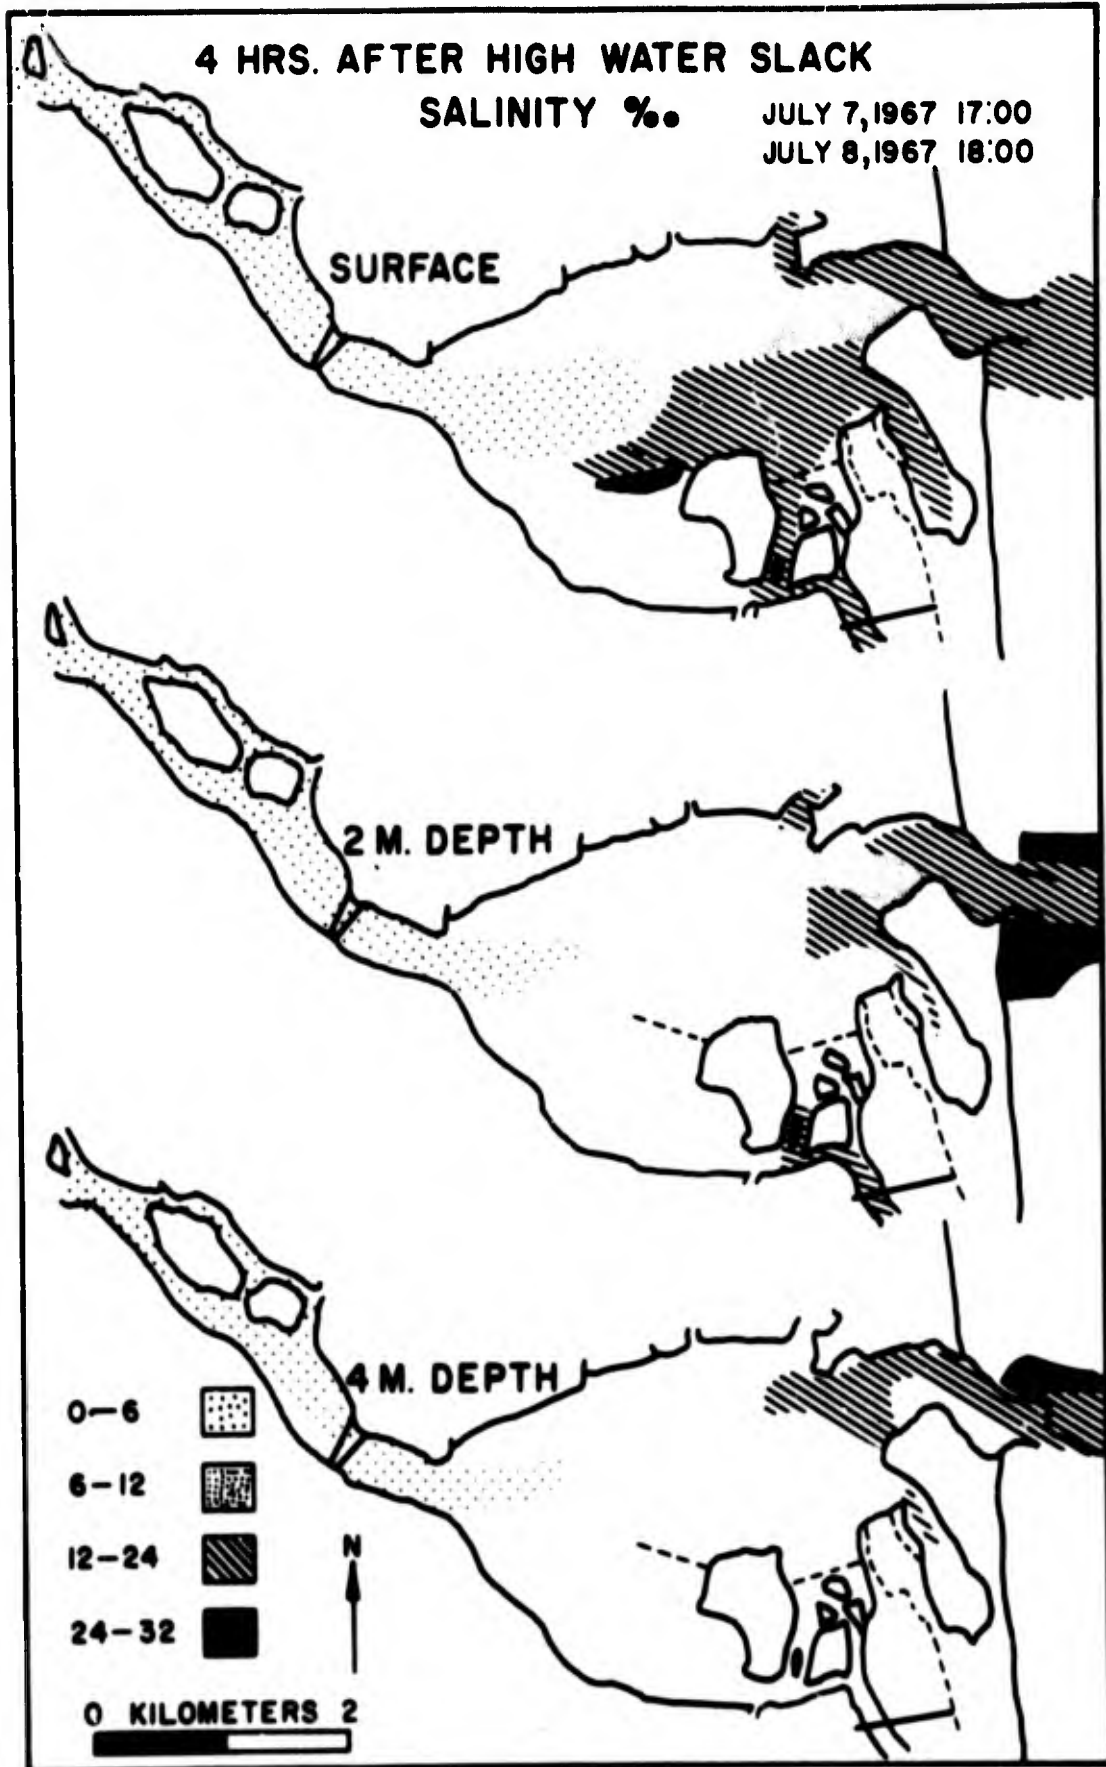 4 HRS. AFTER HIGH WATER SLACK
SALINITY ‰
JULY 7, 1967 17:00
JULY 8, 1967 18:00
SURFACE
2 M. DEPTH
4 M. DEPTH
0–6
6–12
12–24
24–32
N
0 KILOMETERS 2